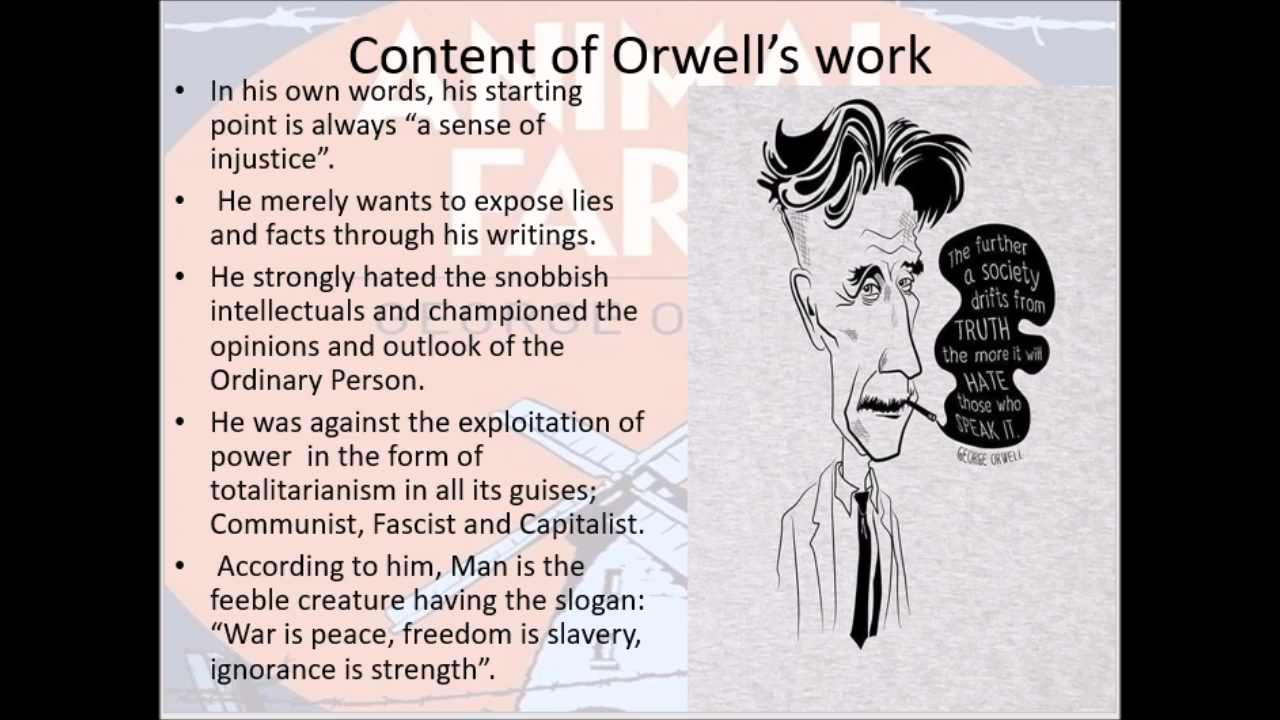 Content of Orwell’s work
• In his own words, his starting
point is always “a sense of
injustice”.
• He merely wants to expose lies
and facts through his writings.
• He strongly hated the snobbish
intellectuals and championed the
opinions and outlook of the
Ordinary Person.
• He was against the exploitation of
power  in the form of
totalitarianism in all its guises;
Communist, Fascist and Capitalist.
• According to him, Man is the
feeble creature having the slogan:
“War is peace, freedom is slavery,
ignorance is strength”.
ANIMAL
FAR
GEORGE O
The further
a society
drifts from
TRUTH
the more it will
HATE
those who
SPEAK IT.
GEORGE ORWELL